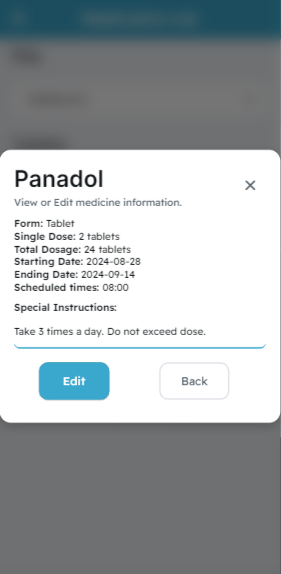 Panadol
View or Edit medicine information.
Form: Tablet
Single Dose: 2 tablets
Total Dosage: 24 tablets
Starting Date: 2024-08-28
Ending Date: 2024-09-14
Scheduled times: 08:00
Special Instructions:
Take 3 times a day. Do not exceed dose.
Edit
Back